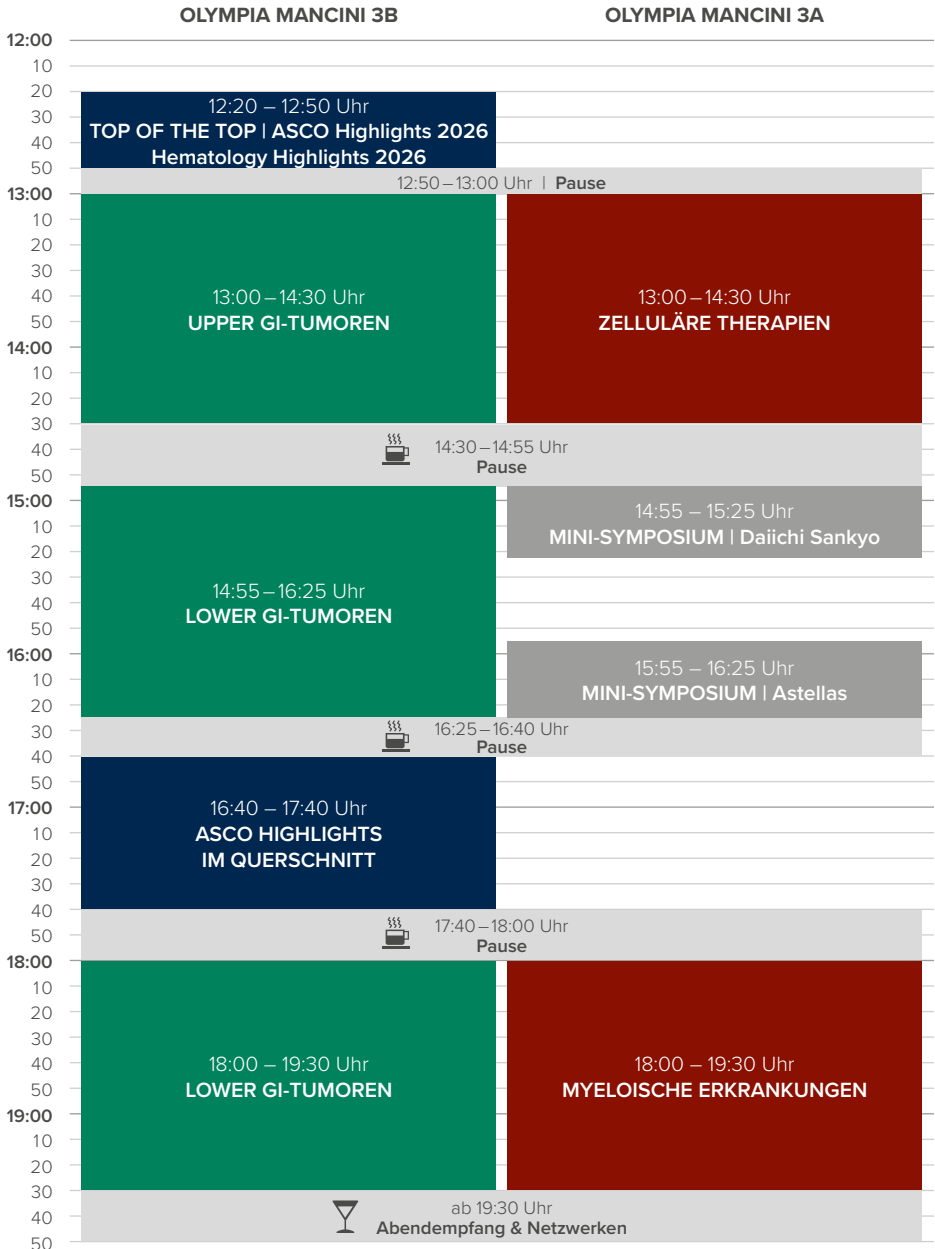 OLYMPIA MANCINI 3B OLYMPIA MANCINI 3A
12:00
10
20
12:20 – 12:50 Uhr
30
TOP OF THE TOP | ASCO Highlights 2026
40
Hematology Highlights 2026
50
12:50 – 13:00 Uhr | Pause
13:00
10
20
30
40
13:00 – 14:30 Uhr 13:00 – 14:30 Uhr
50
UPPER GI-TUMOREN ZELLULÄRE THERAPIEN
14:00
10
20
30
40
14:30 – 14:55 Uhr
Pause
50
15:00
14:55 – 15:25 Uhr
10
MINI-SYMPOSIUM | Daiichi Sankyo
20
30
14:55 – 16:25 Uhr
40
LOWER GI-TUMOREN
50
16:00
15:55 – 16:25 Uhr
10
MINI-SYMPOSIUM | Astellas
20
30
16:25 – 16:40 Uhr
Pause
40
50
17:00
16:40 – 17:40 Uhr
10
ASCO HIGHLIGHTS
20
IM QUERSCHNITT
30
40
17:40 – 18:00 Uhr
50
Pause
18:00
10
20
30
40
18:00 – 19:30 Uhr 18:00 – 19:30 Uhr
50
LOWER GI-TUMOREN MYELOISCHE ERKRANKUNGEN
19:00
10
20
30
ab 19:30 Uhr
40
Abendempfang & Netzwerken
50